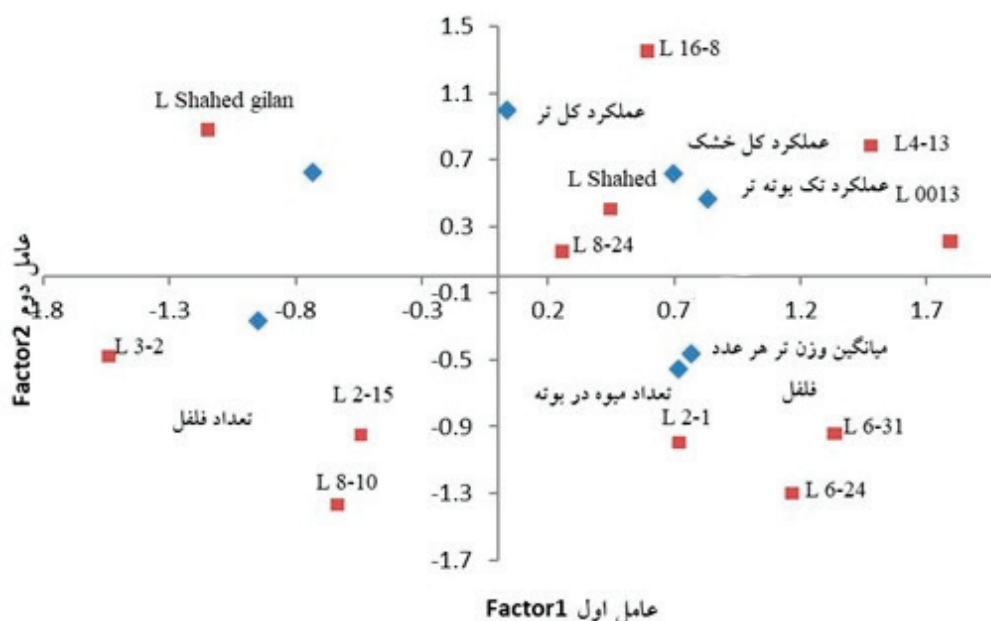 1.5
L 16-8
L Shahed gilan
1.1
عملکرد کل تر
عملکرد کل خشک
L4-13
0.7
L Shahed
عملکرد تک بوته تر
L 0013
0.3
L 8-24
-0.1
-1.8
-1.3
-0.8
0.2
0.7
1.2
1.7
L 3-2
-0.5
میانگین وزن تر هر عدد
فلفل
L 2-15
تعداد میوه در بوته
تعداد فلفل
-0.9
L 2-1
L 6-31
L 8-10
-1.3
L 6-24
-1.7
عامل دوم Factor2
عامل اول Factor1